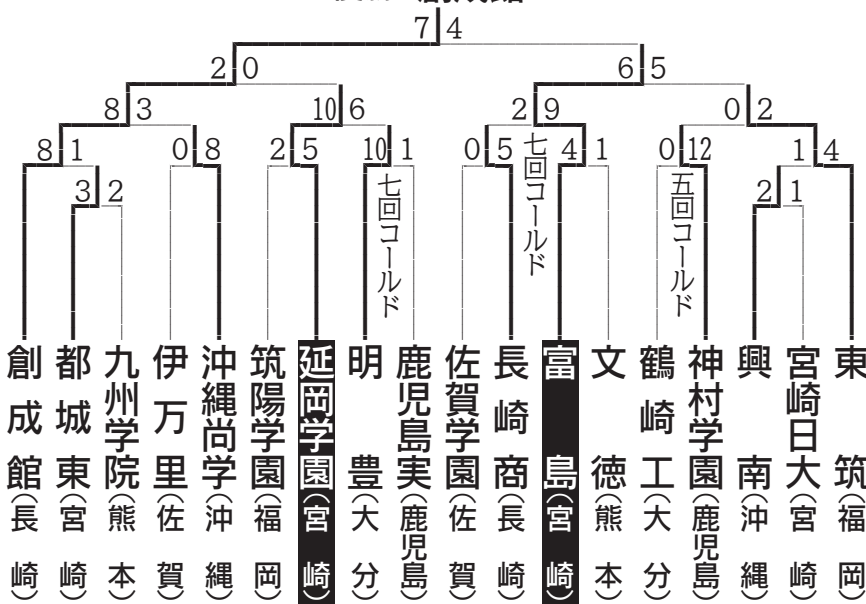 7 4
2 0
6 5
8 3
10 6
2 9
0 2
8 1
0 8
2 5
10 1
0 5
4 1
0 12
1 4
3 2
2 1
七回コールド
七回コールド
五回コールド
創成館(長崎)
都城東(宮崎)
九州学院(熊本)
伊万里(佐賀)
沖縄尚学(沖縄)
筑陽学園(福岡)
延岡学園(宮崎)
明豊(大分)
鹿児島実(鹿児島)
佐賀学園(佐賀)
長崎商(長崎)
富島(宮崎)
文徳(熊本)
鶴崎工(大分)
神村学園(鹿児島)
興南(沖縄)
宮崎日大(宮崎)
東筑(福岡)